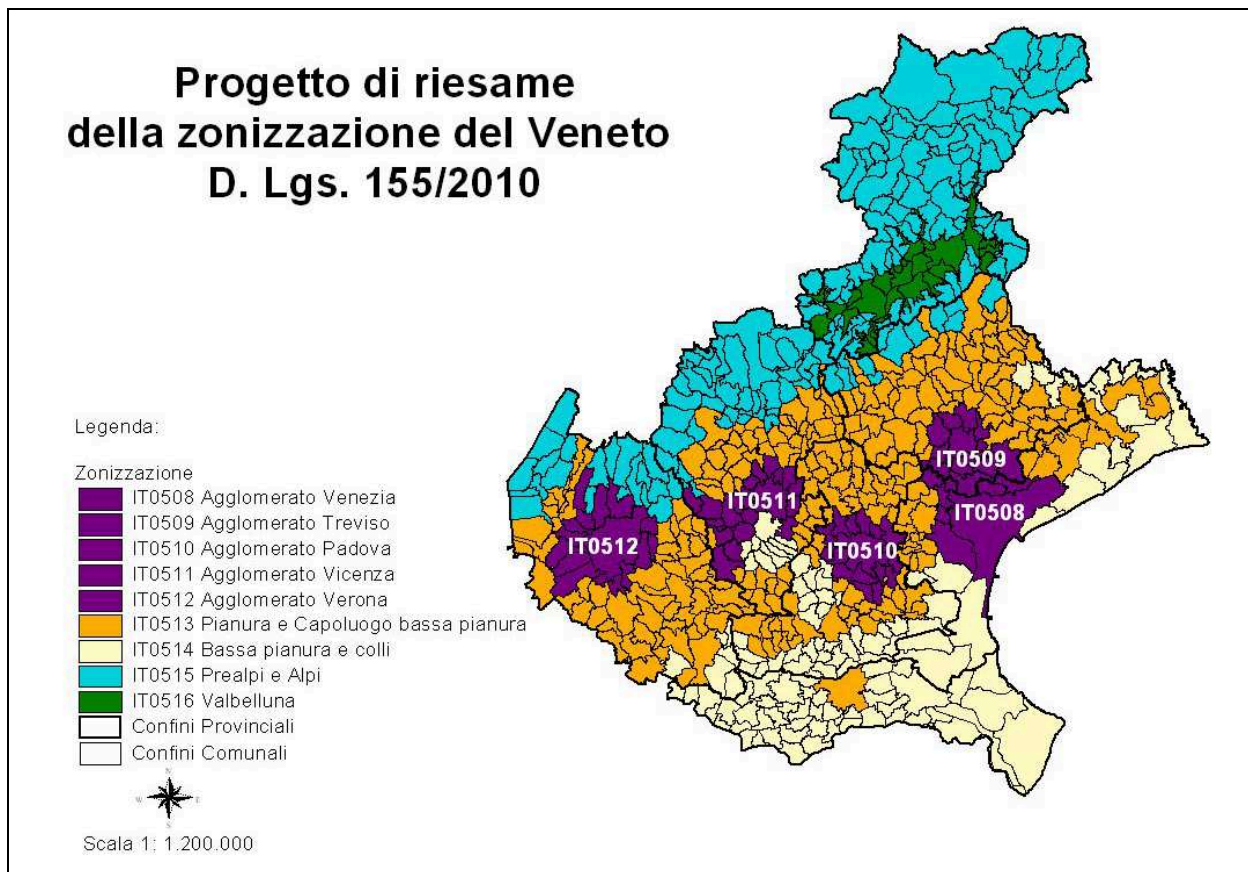 Progetto di riesame
della zonizzazione del Veneto
D. Lgs. 155/2010
Legenda:
Zonizzazione
IT0508 Agglomerato Venezia
IT0509 Agglomerato Treviso
IT0510 Agglomerato Padova
IT0511 Agglomerato Vicenza
IT0512 Agglomerato Verona
IT0513 Pianura e Capoluogo bassa pianura
IT0514 Bassa pianura e colli
IT0515 Prealpi e Alpi
IT0516 Valbelluna
Confini Provinciali
Confini Comunali
Scala 1: 1.200.000
IT0509
IT0511
IT0508
IT0512
IT0510